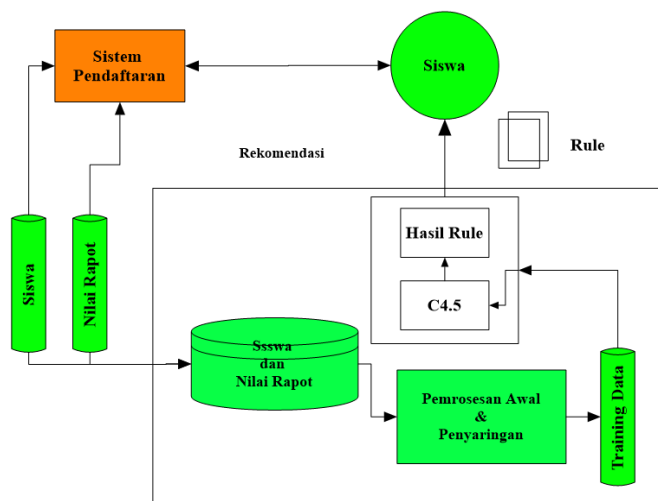 Sistem
Pendaftaran
Siswa
Rekomendasi
Rule
Siswa
Nilai Rapot
Hasil Rule
C4.5
Ssswa
dan
Nilai Rapot
Pemrosesan Awal
&
Penyaringan
Training Data